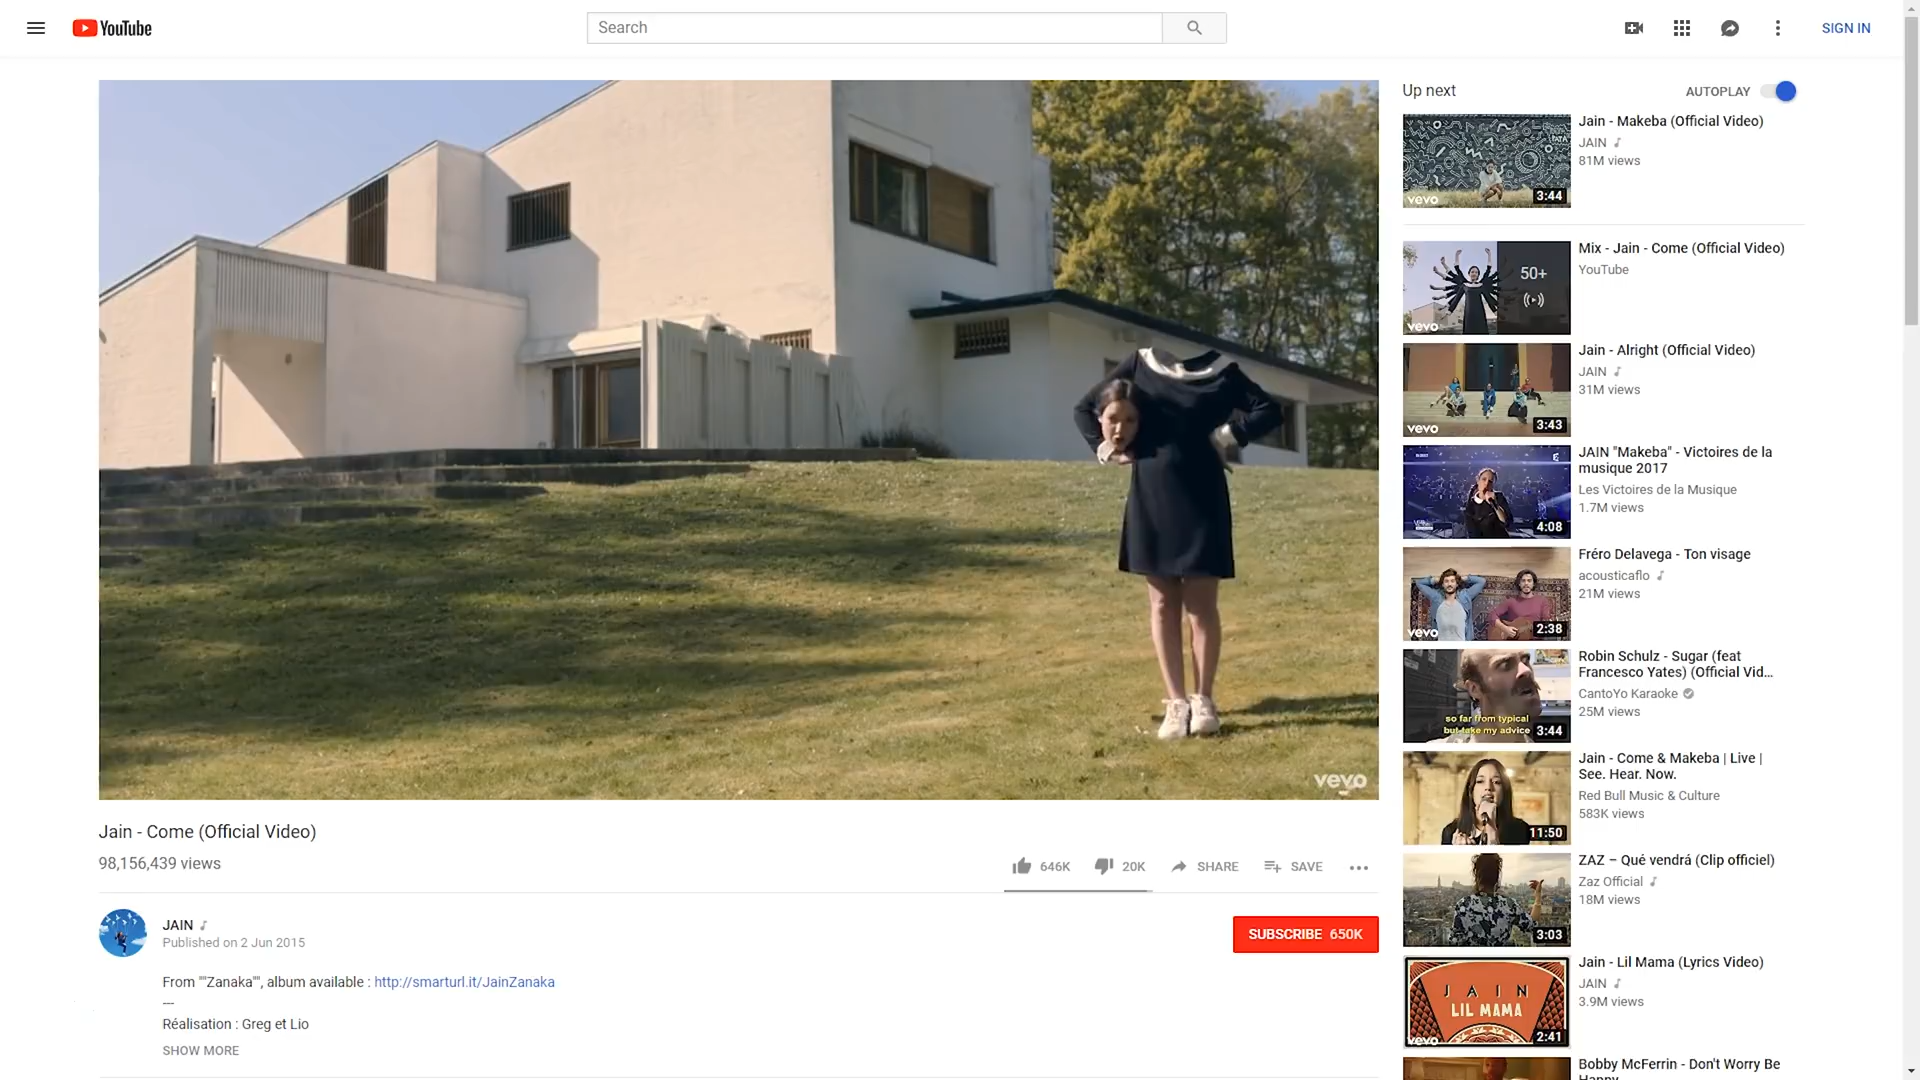 YouTube
Search
SIGN IN
vevo
Jain - Come (Official Video)
98,156,439 views
646K
20K
SHARE
SAVE
JAIN
Published on 2 Jun 2015
SUBSCRIBE 650K
From ""Zanaka"", album available : http://smarturl.it/JainZanaka
---
Réalisation : Greg et Lio
SHOW MORE
Up next
AUTOPLAY
vevo
3:44
Jain - Makeba (Official Video)
JAIN
81M views
vevo
50+
Mix - Jain - Come (Official Video)
YouTube
vevo
3:43
Jain - Alright (Official Video)
JAIN
31M views
4:08
JAIN "Makeba" - Victoires de la
musique 2017
Les Victoires de la Musique
1.7M views
vevo
2:38
Fréro Delavega - Ton visage
acousticaflo
21M views
so far from typical
but take my advice
3:44
Robin Schulz - Sugar (feat
Francesco Yates) (Official Vid...
CantoYo Karaoke
25M views
11:50
Jain - Come & Makeba | Live |
See. Hear. Now.
Red Bull Music & Culture
583K views
3:03
ZAZ – Qué vendrá (Clip officiel)
Zaz Official
18M views
JAIN
LIL MAMA
vevo
2:41
Jain - Lil Mama (Lyrics Video)
JAIN
3.9M views
Bobby McFerrin - Don't Worry Be
Happy